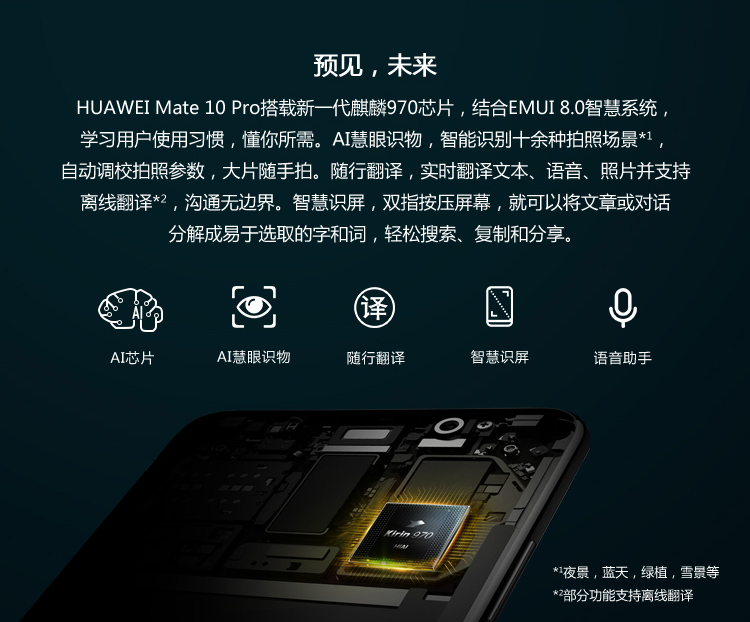 预见，未来
HUAWEI Mate 10 Pro搭载新一代麒麟970芯片，结合EMUI 8.0智慧系统，
学习用户使用习惯，懂你所需。AI慧眼识物，智能识别十余种拍照场景*1，
自动调校拍照参数，大片随手拍。随行翻译，实时翻译文本、语音、照片并支持
离线翻译*2，沟通无边界。智慧识屏，双指按压屏幕，就可以将文章或对话
分解成易于选取的字和词，轻松搜索、复制和分享。
AI
译
AI芯片
AI慧眼识物
随行翻译
智慧识屏
语音助手
Kirin 970
HiAI
*1夜景，蓝天，绿植，雪景等
*2部分功能支持离线翻译